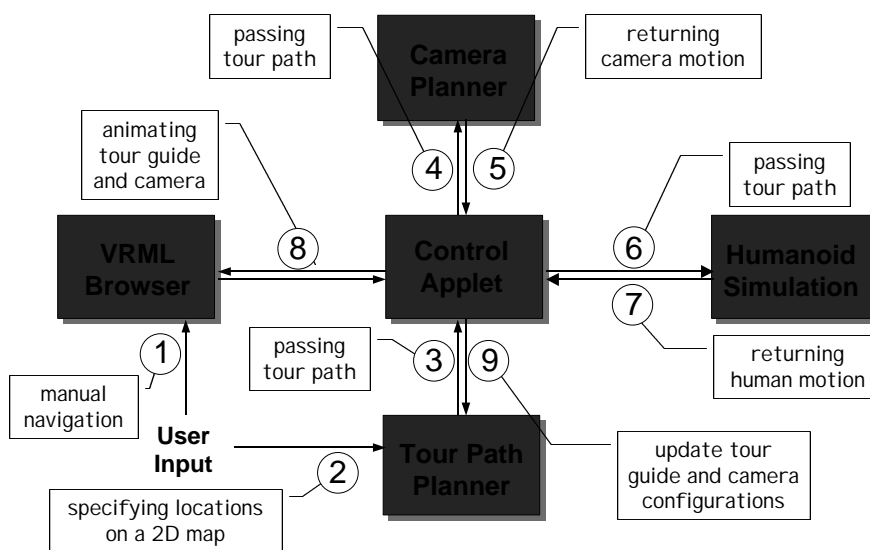 passing
tour path
Camera
Planner
returning
camera motion
animating
tour guide
and camera
4
5
passing
tour path
VRML
Browser
8
Control
Applet
6
Humanoid
Simulation
7
1
passing
tour path
3
9
returning
human motion
manual
navigation
User
Input
2
Tour Path
Planner
update tour
guide and camera
configurations
specifying locations
on a 2D map